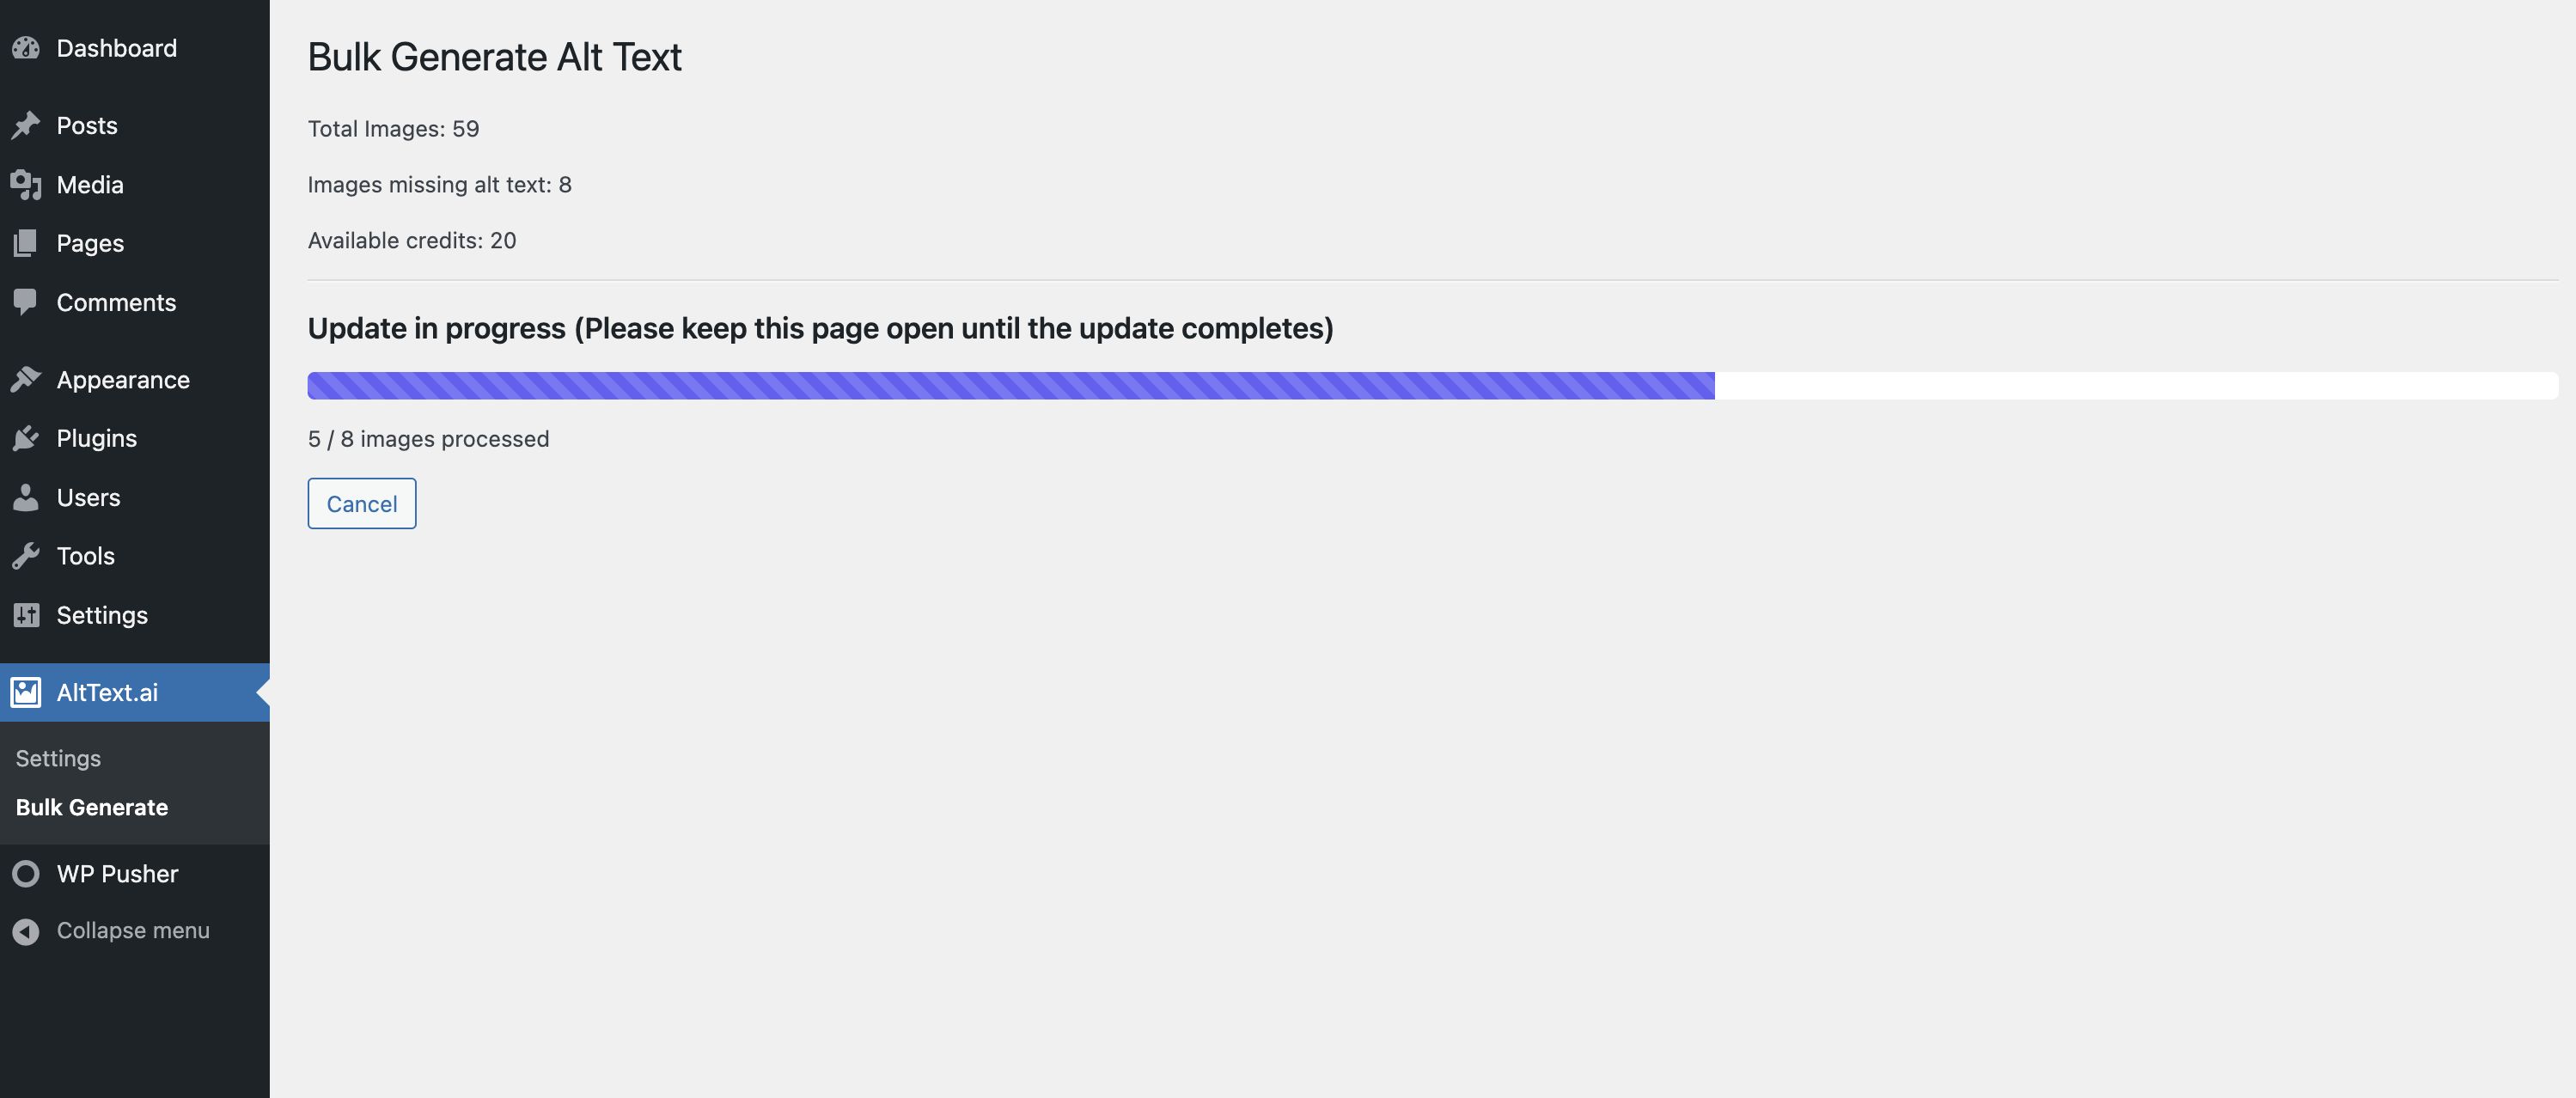 Dashboard
Posts
Media
Pages
Comments
Appearance
Plugins
Users
Tools
Settings
AltText.ai
Settings
Bulk Generate
WP Pusher
Collapse menu
Bulk Generate Alt Text
Total Images: 59
Images missing alt text: 8
Available credits: 20
Update in progress (Please keep this page open until the update completes)
5 / 8 images processed
Cancel